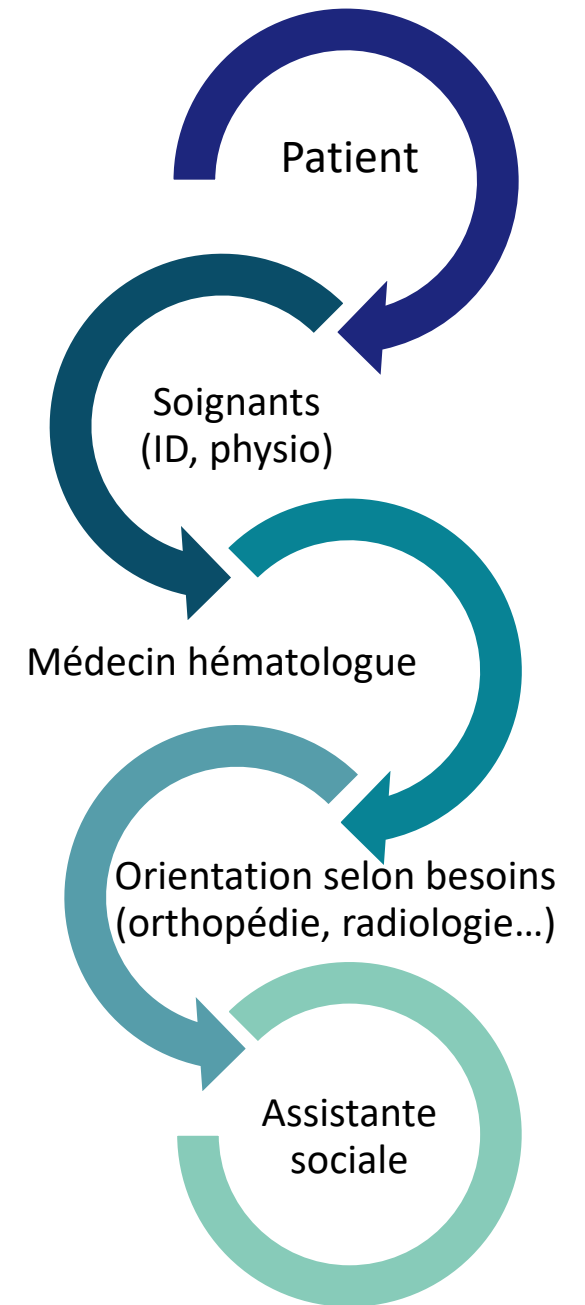 Patient
Soignants
(ID, physio)
Médecin hématologue
Orientation selon besoins
(orthopédie, radiologie…)
Assistante
sociale